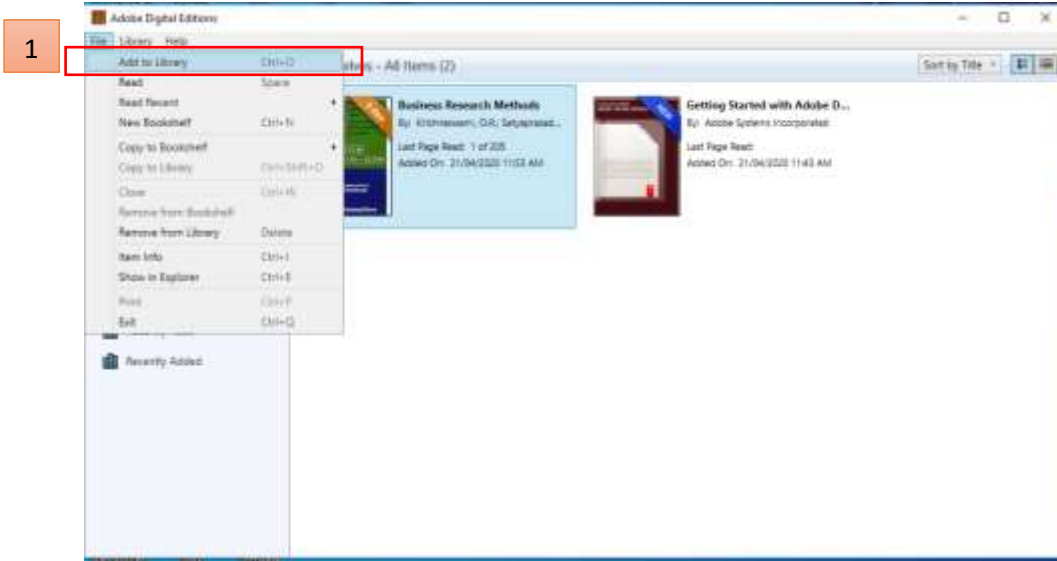 Adobe Digital Editions
1
File Library Help
Add to Library Ctrl+O
- All Items (2)
Sort by Title
Read Space
Read Recent
New Bookshelf Ctrl+N
Copy to Bookshelf
Copy to Library Ctrl+Shift+O
Close Ctrl+W
Remove from Bookshelf
Remove from Library Delete
Item Info Ctrl+I
Show in Explorer Ctrl+E
Print Ctrl+P
Exit Ctrl+Q
Recently Added
Business Research Methods
By: Krishnaswami, O.R.; Satyaprasad...
Last Page Read: 1 of 205
Added On: 21/04/2020 11:53 AM
Getting Started with Adobe D...
By: Adobe Systems Incorporated
Last Page Read:
Added On: 21/04/2020 11:43 AM
NEW